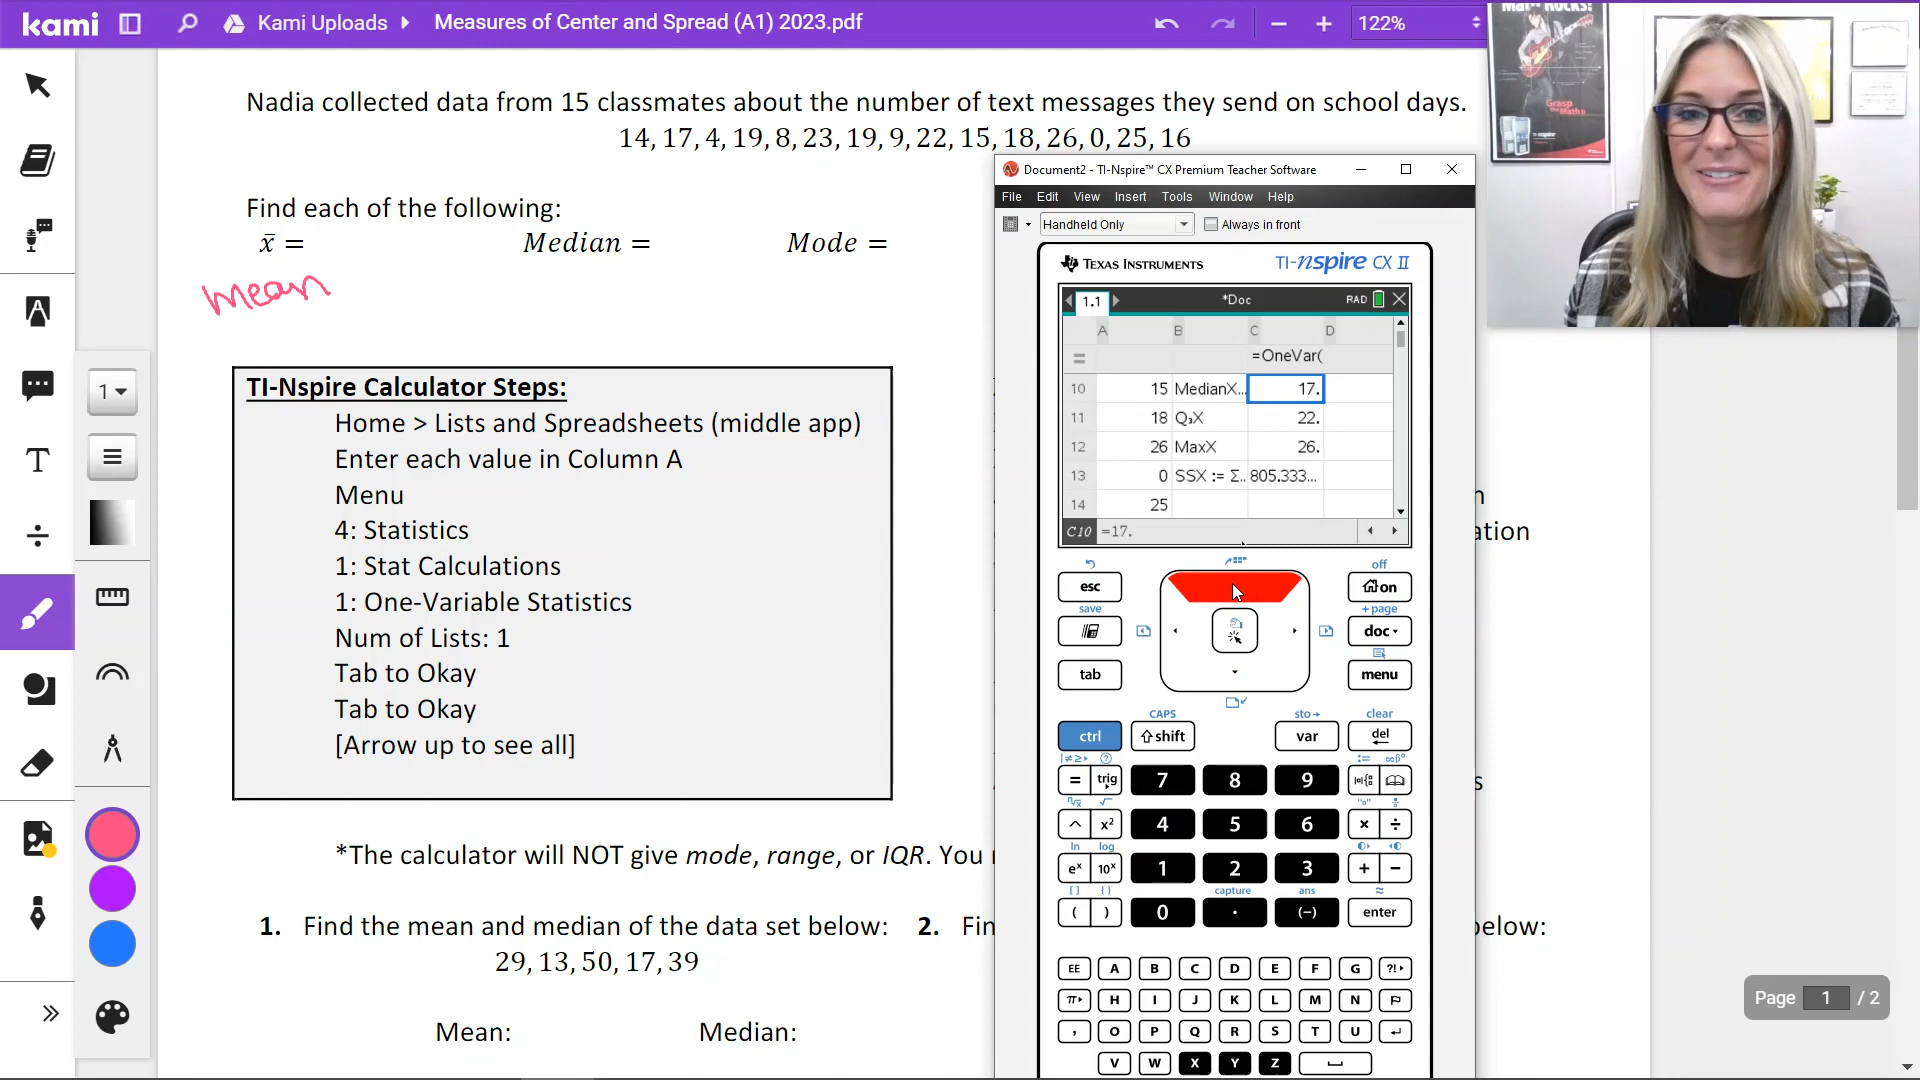 kami Kami Uploads Measures of Center and Spread (A1) 2023.pdf 122%
Nadia collected data from 15 classmates about the number of text messages they send on school days.
14, 17, 4, 19, 8, 23, 19, 9, 22, 15, 18, 26, 0, 25, 16
Find each of the following:
x̄ = Median = Mode =
mean
TI-Nspire Calculator Steps:
Home > Lists and Spreadsheets (middle app)
Enter each value in Column A
Menu
4: Statistics
1: Stat Calculations
1: One-Variable Statistics
Num of Lists: 1
Tab to Okay
Tab to Okay
[Arrow up to see all]
*The calculator will NOT give mode, range, or IQR. You
1. Find the mean and median of the data set below: 2. Fin
elow:
29, 13, 50, 17, 39
Mean: Median:
ation
Page 1 / 2
1
T
Grasp
the Math
Document2 - TI-Nspire™ CX Premium Teacher Software
File Edit View Insert Tools Window Help
Handheld Only Always in front
TEXAS INSTRUMENTS TI-nspire CX II
1.1 *Doc RAD
A B C D
= =OneVar(
10 15 MedianX... 17.
11 18 Q₃X 22.
12 26 MaxX 26.
13 0 SSX := Σ... 805.333...
14 25
C10 =17.
off
esc on
save + page
doc
tab menu
CAPS sto→ clear
ctrl shift var del
= trig 7 8 9
^ x² 4 5 6 × ÷
ln log
eˣ 10ˣ 1 2 3 + −
[ ] { } capture ans ≈
( ) 0 . (−) enter
EE A B C D E F G ?!
π H I J K L M N
, O P Q R S T U
V W X Y Z